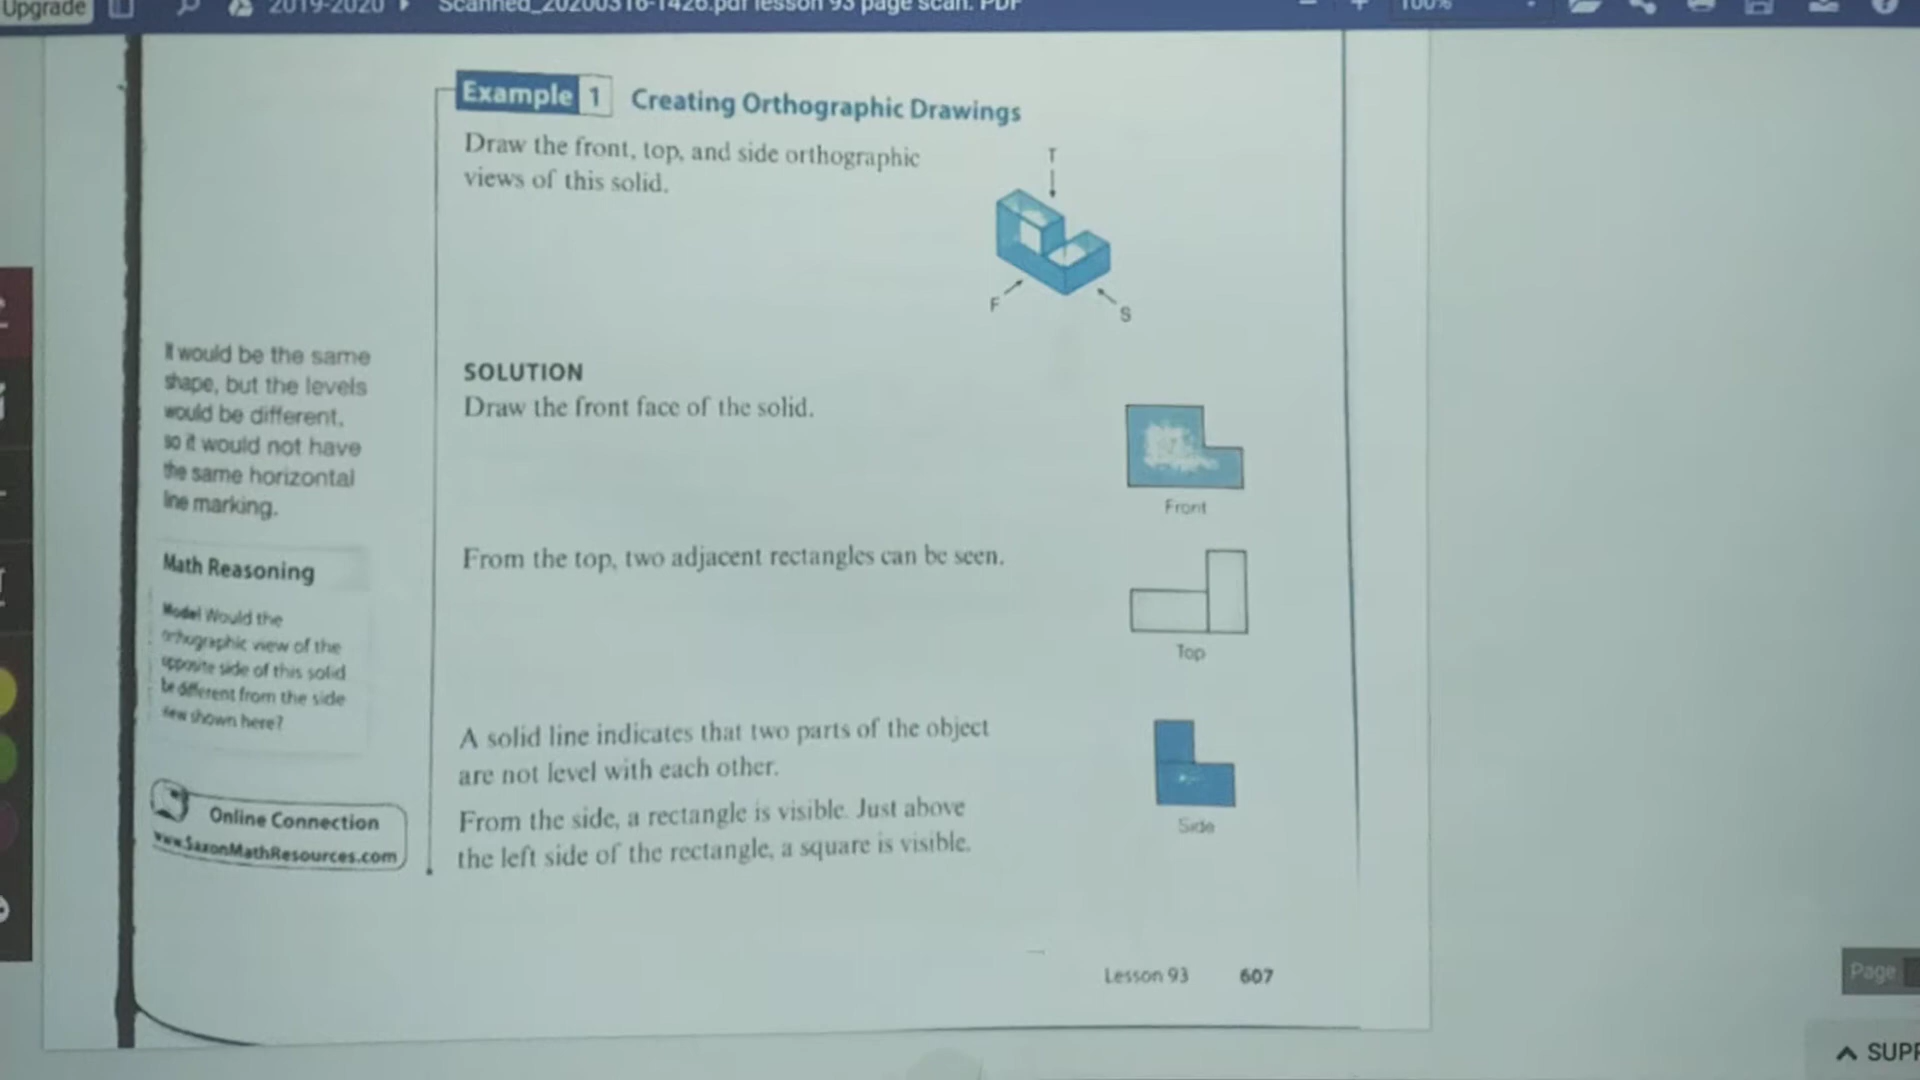 Upgrade
2019-2020
Scanned_20200316-1426.pdf lesson 93 page scan. PDF
100%
Example 1 Creating Orthographic Drawings
Draw the front, top, and side orthographic
views of this solid.
T
F
S
It would be the same
shape, but the levels
would be different,
so it would not have
the same horizontal
line marking.
SOLUTION
Draw the front face of the solid.
Front
From the top, two adjacent rectangles can be seen.
Top
Math Reasoning
Model Would the
orthographic view of the
opposite side of this solid
be different from the side
view shown here?
A solid line indicates that two parts of the object
are not level with each other.
From the side, a rectangle is visible. Just above
the left side of the rectangle, a square is visible.
Side
Online Connection
www.SaxonMathResources.com
Lesson 93 607
Page
SUPP